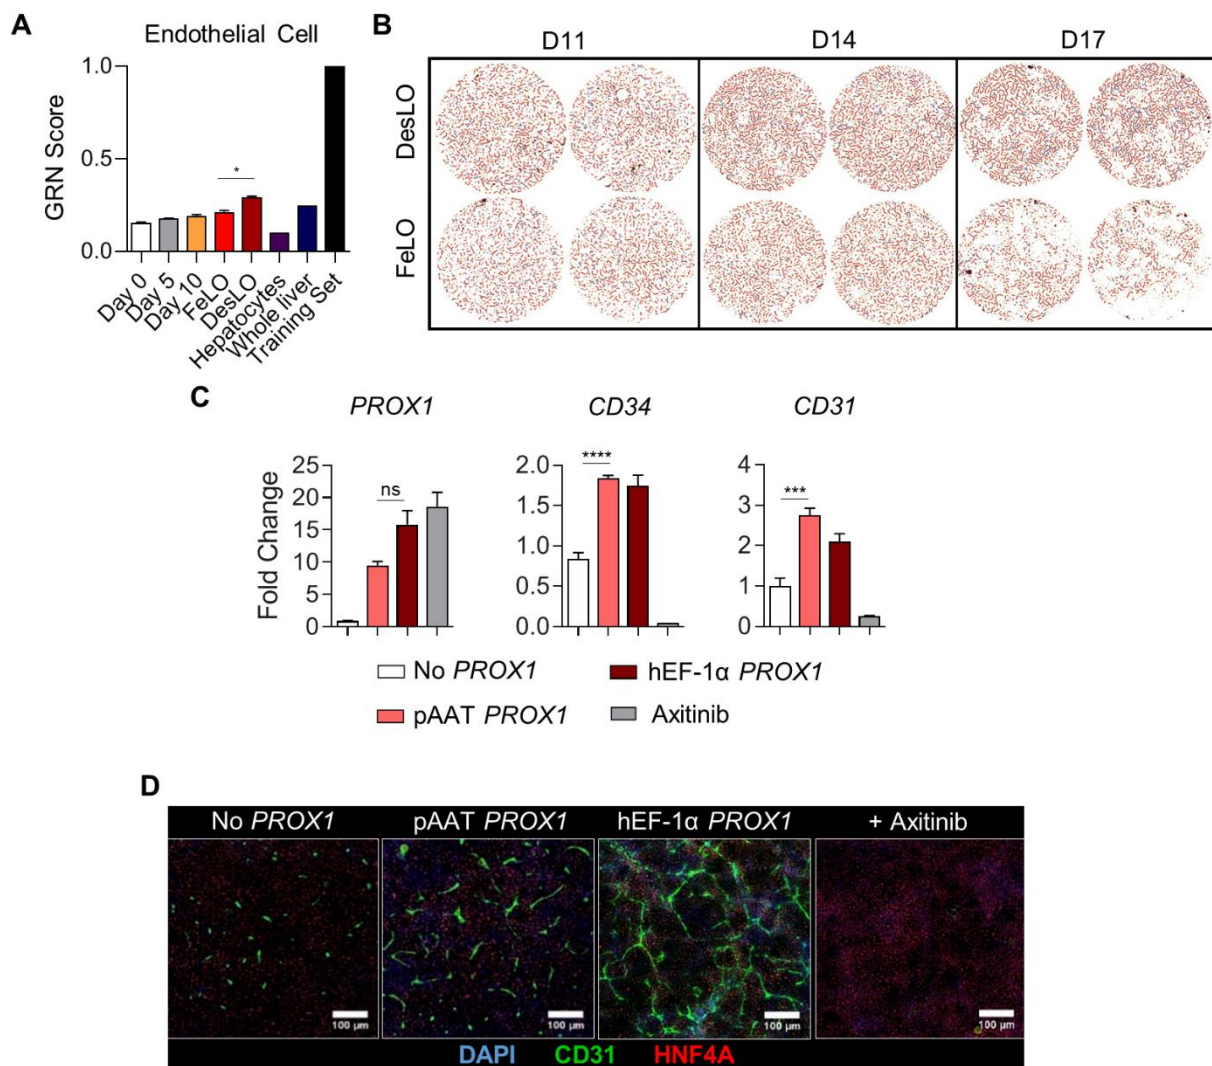 A
Endothelial Cell
GRN Score
1.0
0.5
0.0
*
Day 0
Day 5
Day 10
FeLO
DesLO
Hepatocytes
Whole liver
Training Set
B
D11 D14 D17
DesLO
FeLO
C
PROX1 CD34 CD31
Fold Change
25
20
15
10
5
0
ns
2.0
1.5
1.0
0.5
0.0
****
4
3
2
1
0
***
No PROX1 hEF-1α PROX1
pAAT PROX1 Axitinib
D
No PROX1 pAAT PROX1 hEF-1α PROX1 + Axitinib
100 µm 100 µm 100 µm 100 µm
DAPI CD31 HNF4A